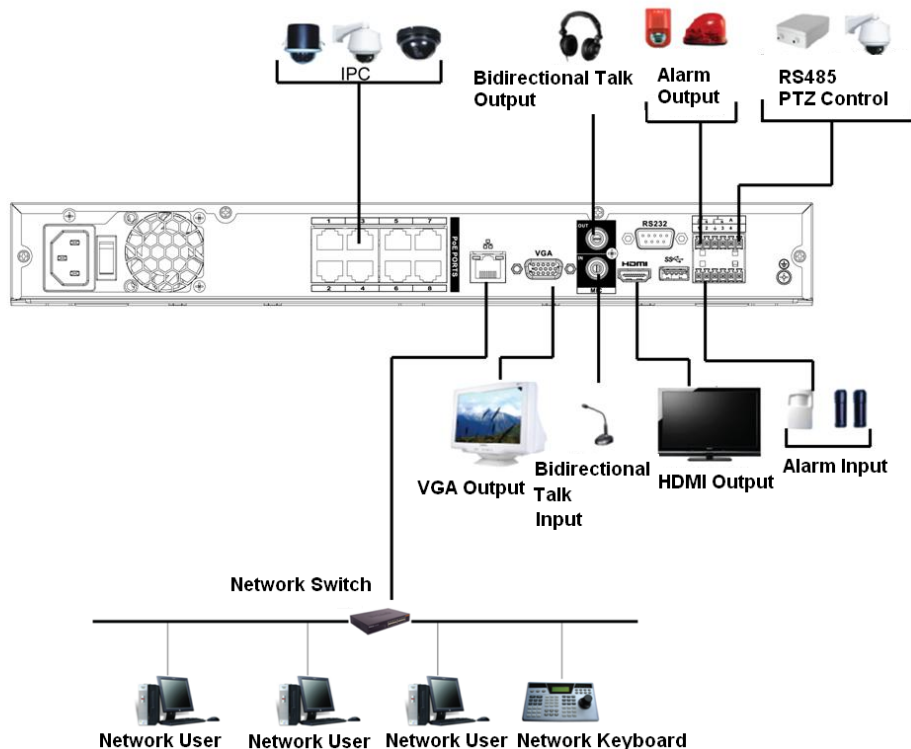 IPC
Bidirectional Talk
Output
Alarm
Output
RS485
PTZ Control
1 3 5 7
2 4 6 8
PoE PORTS
VGA
OUT
IN
MIC
RS232
HDMI
SS
A
VGA Output
Bidirectional
Talk
Input
HDMI Output
Alarm Input
Network Switch
Network User
Network User
Network User
Network Keyboard